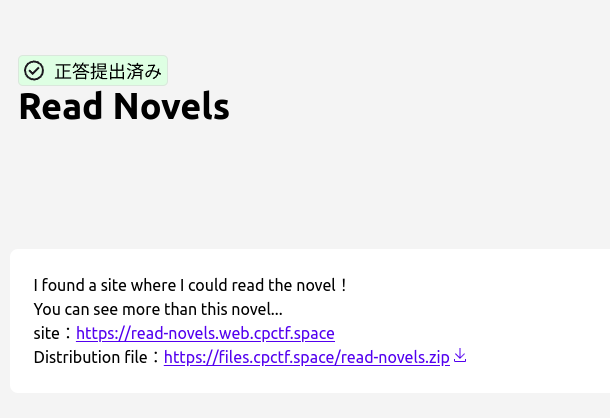 正答提出済み
Read Novels
I found a site where I could read the novel！
You can see more than this novel...
site：https://read-novels.web.cpctf.space
Distribution file：https://files.cpctf.space/read-novels.zip